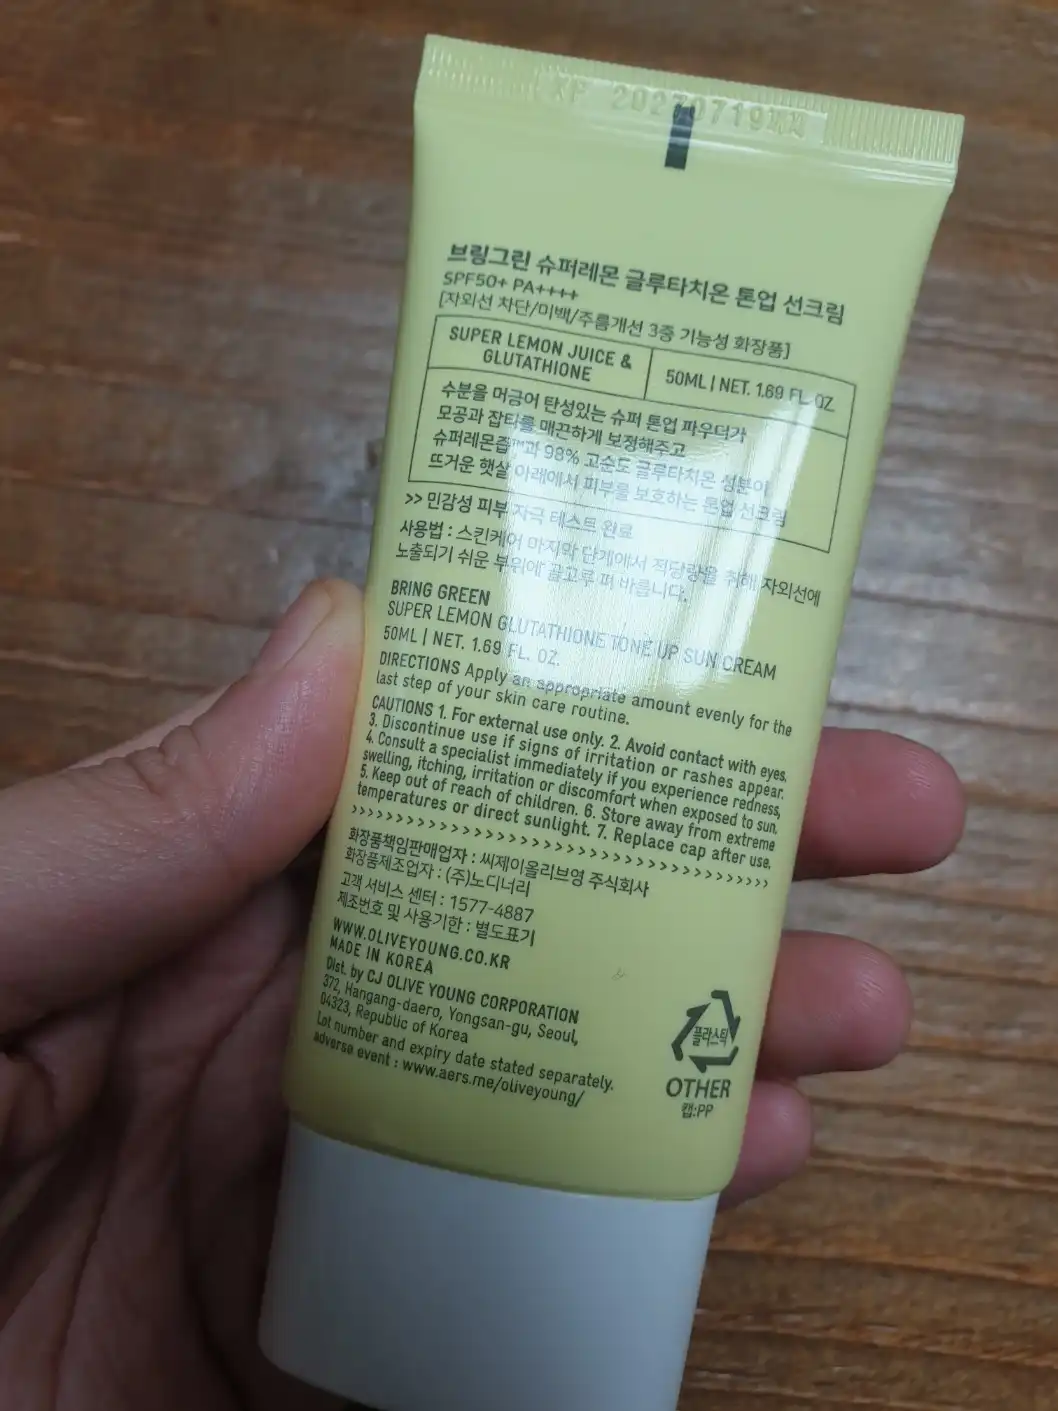 XP 20270719
브링그린 슈퍼레몬 글루타치온 톤업 선크림
SPF50+ PA++++
[자외선 차단/미백/주름개선 3중 기능성 화장품]
SUPER LEMON JUICE &
GLUTATHIONE
50ML | NET. 1.69 FL. OZ.
수분을 머금어 탄성있는 슈퍼 톤업 파우더가
모공과 잡티를 매끈하게 보정해주고
슈퍼레몬즙™과 98% 고순도 글루타치온 성분이
뜨거운 햇살 아래에서 피부를 보호하는 톤업 선크림
>> 민감성 피부 자극 테스트 완료
사용법 : 스킨케어 마지막 단계에서 적당량을 취해 자외선에
노출되기 쉬운 부위에 골고루 펴 바릅니다.
BRING GREEN
SUPER LEMON GLUTATHIONE TONE UP SUN CREAM
50ML | NET. 1.69 FL. OZ.
DIRECTIONS Apply an appropriate amount evenly for the
last step of your skin care routine.
CAUTIONS 1. For external use only. 2. Avoid contact with eyes.
3. Discontinue use if signs of irritation or rashes appear.
4. Consult a specialist immediately if you experience redness,
swelling, itching, irritation or discomfort when exposed to sun.
5. Keep out of reach of children. 6. Store away from extreme
temperatures or direct sunlight. 7. Replace cap after use.
화장품책임판매업자 : 씨제이올리브영 주식회사
화장품제조업자 : (주)노디너리
고객 서비스 센터 : 1577-4887
제조번호 및 사용기한 : 별도표기
WWW.OLIVEYOUNG.CO.KR
MADE IN KOREA
Dist. by CJ OLIVE YOUNG CORPORATION
372, Hangang-daero, Yongsan-gu, Seoul,
04323, Republic of Korea
Lot number and expiry date stated separately.
adverse event : www.aers.me/oliveyoung/
플라스틱
OTHER
캡:PP